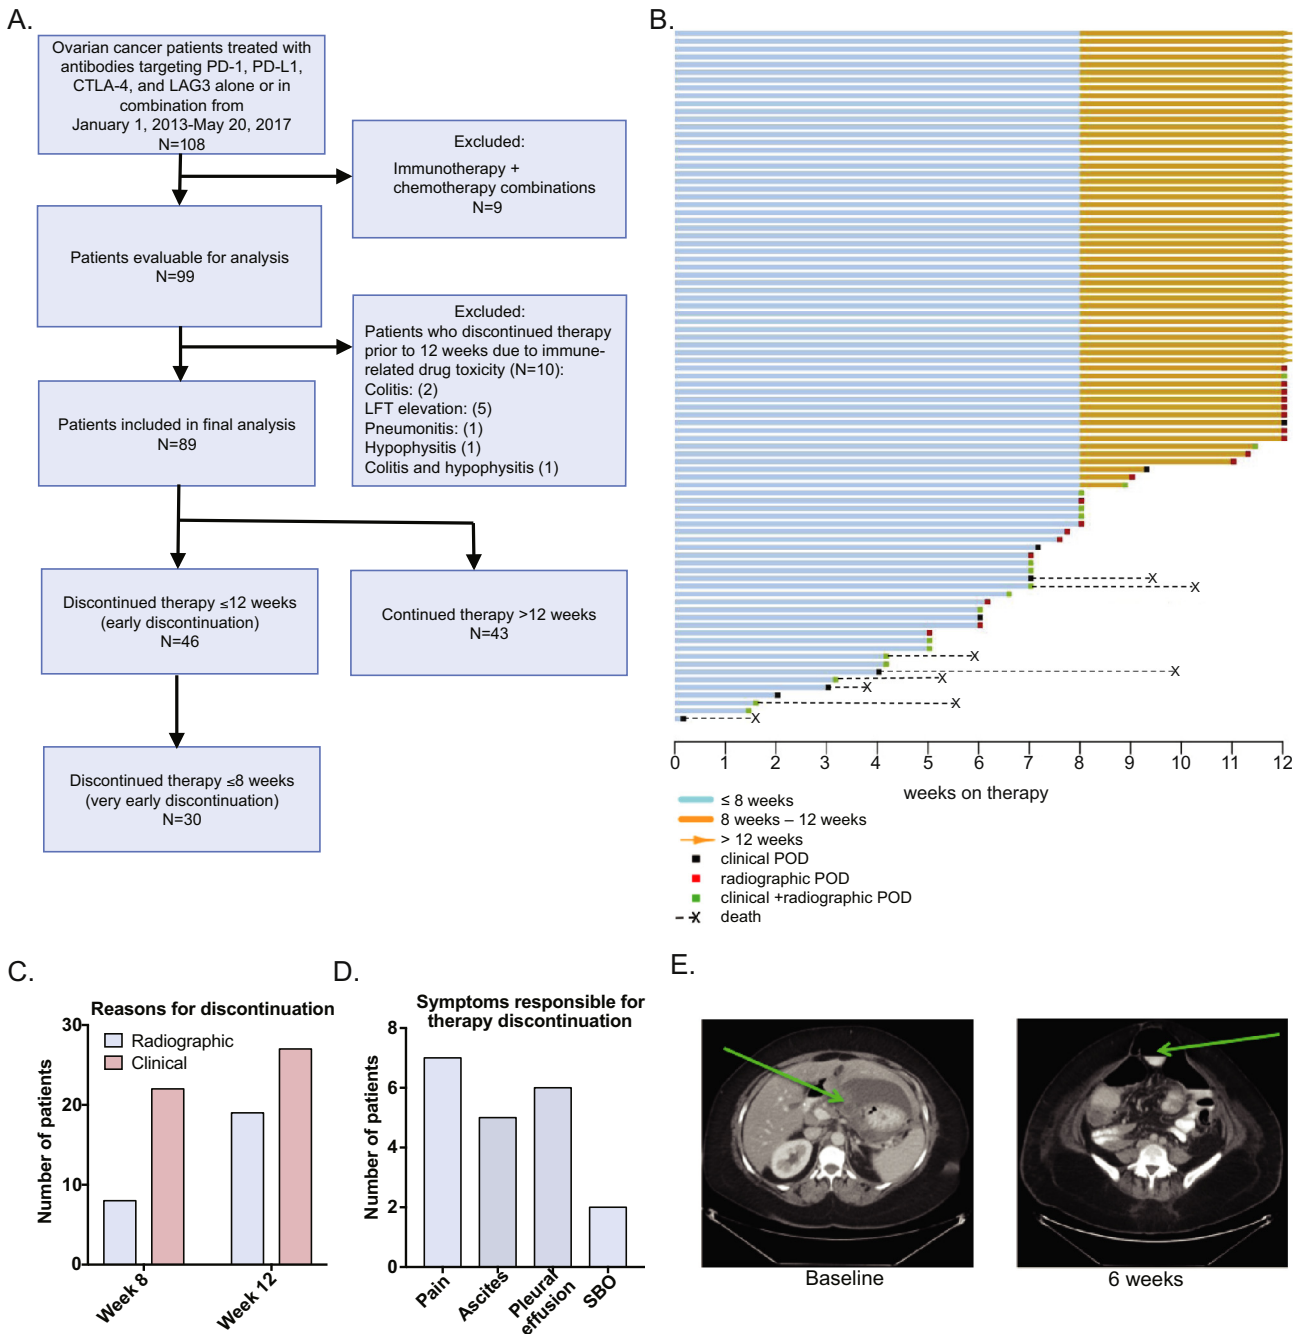 A.
Ovarian cancer patients treated with
antibodies targeting PD-1, PD-L1,
CTLA-4, and LAG3 alone or in
combination from
January 1, 2013-May 20, 2017
N=108
Excluded:
Immunotherapy +
chemotherapy combinations
N=9
Patients evaluable for analysis
N=99
Excluded:
Patients who discontinued therapy
prior to 12 weeks due to immune-
related drug toxicity (N=10):
Colitis: (2)
LFT elevation: (5)
Pneumonitis: (1)
Hypophysitis (1)
Colitis and hypophysitis (1)
Patients included in final analysis
N=89
Discontinued therapy ≤12 weeks
(early discontinuation)
N=46
Continued therapy >12 weeks
N=43
Discontinued therapy ≤8 weeks
(very early discontinuation)
N=30
B.
X
X
X
X
X
X
X
X
0 1 2 3 4 5 6 7 8 9 10 11 12
weeks on therapy
≤ 8 weeks
8 weeks – 12 weeks
> 12 weeks
clinical POD
radiographic POD
clinical +radiographic POD
X death
C.
Reasons for discontinuation
Number of patients
30
20
10
0
Radiographic
Clinical
Week 8
Week 12
D.
Symptoms responsible for
therapy discontinuation
Number of patients
8
6
4
2
0
Pain
Ascites
Pleural
effusion
SBO
E.
Baseline
6 weeks